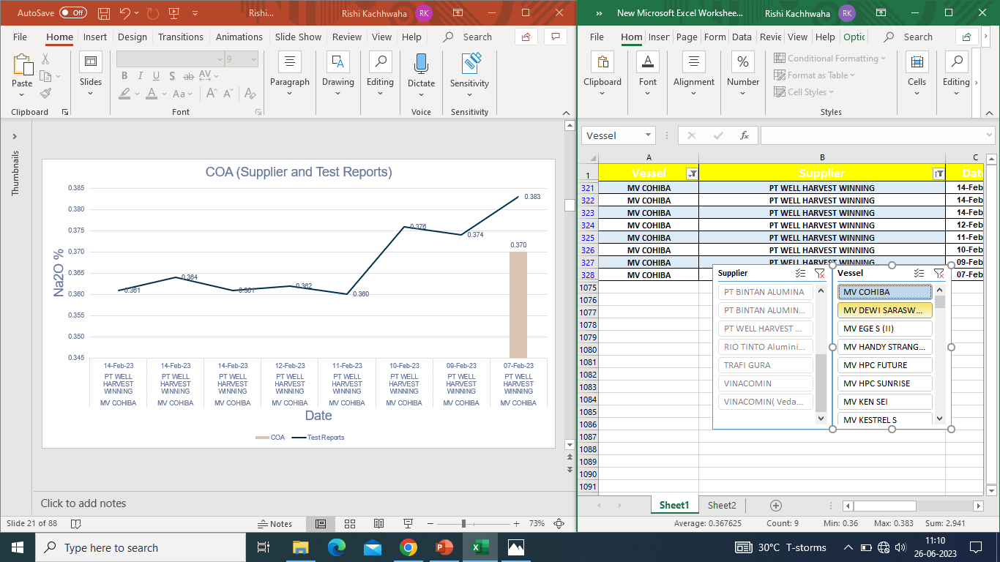 AutoSave Off Rishi... Rishi Kachhwaha RK
File Home Insert Design Transitions Animations Slide Show Review View Help Search
Paste Slides 9 B I U S ab AV Aa A A A Paragraph Drawing Editing Dictate Sensitivity
Clipboard Font Voice Sensitivity
Thumbnails
COA (Supplier and Test Reports)
Na2O %
0.385
0.380
0.375
0.370
0.365
0.360
0.355
0.350
0.345
0.361 0.364 0.361 0.362 0.360 0.376 0.374 0.383
0.370
14-Feb-23 14-Feb-23 14-Feb-23 12-Feb-23 11-Feb-23 10-Feb-23 09-Feb-23 07-Feb-23
PT WELL PT WELL PT WELL PT WELL PT WELL PT WELL PT WELL PT WELL
HARVEST HARVEST HARVEST HARVEST HARVEST HARVEST HARVEST HARVEST
WINNING WINNING WINNING WINNING WINNING WINNING WINNING WINNING
MV COHIBA MV COHIBA MV COHIBA MV COHIBA MV COHIBA MV COHIBA MV COHIBA MV COHIBA
Date
COA Test Reports
Click to add notes
Slide 21 of 88 Notes 73%
New Microsoft Excel Workshee... Rishi Kachhwaha RK
File Hom Inser Page Form Data Revie View Help Optic Search
Clipboard Font Alignment Number Conditional Formatting Cells Editing
Format as Table
Cell Styles
Styles
Vessel fx
A B C
1 Vessel Supplier Dat
321 MV COHIBA PT WELL HARVEST WINNING 14-Feb
322 MV COHIBA PT WELL HARVEST WINNING 14-Feb
323 MV COHIBA PT WELL HARVEST WINNING 14-Feb
324 MV COHIBA PT WELL HARVEST WINNING 12-Feb
325 MV COHIBA PT WELL HARVEST WINNING 11-Feb
326 MV COHIBA PT WELL HARVEST WINNING 10-Feb
327 MV COHIBA PT WELL HARVEST WINNING 09-Feb
328 MV COHIBA 07-Feb
1075
1076
1077
1078
1079
1080
1081
1082
1083
1084
1085
1086
1087
1088
1089
1090
1091
Supplier
PT BINTAN ALUMINA
PT BINTAN ALUMIN...
PT WELL HARVEST ...
RIO TINTO Alumini...
TRAFI GURA
VINACOMIN
VINACOMIN( Veda...
Vessel
MV COHIBA
MV DEWI SARASW...
MV EGE S (II)
MV HANDY STRANG...
MV HPC FUTURE
MV HPC SUNRISE
MV KEN SEI
MV KESTREL S
Sheet1 Sheet2
Average: 0.367625 Count: 9 Min: 0.36 Max: 0.383 Sum: 2.941
Type here to search 30°C T-storms 11:10
26-06-2023